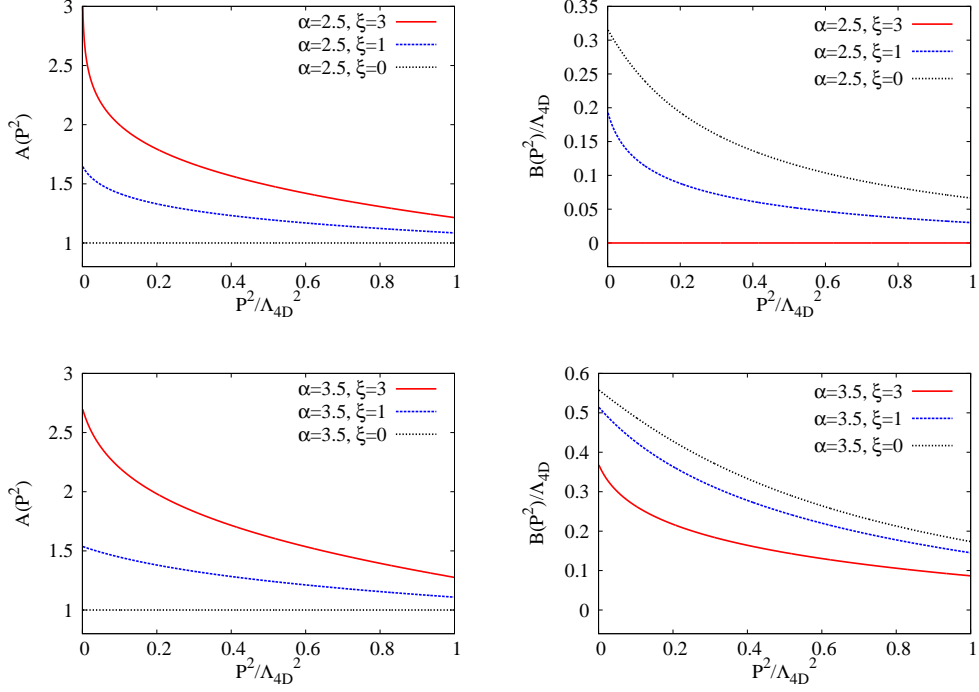 α=2.5, ξ=3
α=2.5, ξ=1
α=2.5, ξ=0
A(P²)
3
2.5
2
1.5
1
0 0.2 0.4 0.6 0.8 1
P²/Λ₄D²
α=2.5, ξ=3
α=2.5, ξ=1
α=2.5, ξ=0
B(P²)/Λ₄D
0.35
0.3
0.25
0.2
0.15
0.1
0.05
0
0 0.2 0.4 0.6 0.8 1
P²/Λ₄D²
α=3.5, ξ=3
α=3.5, ξ=1
α=3.5, ξ=0
A(P²)
3
2.5
2
1.5
1
0 0.2 0.4 0.6 0.8 1
P²/Λ₄D²
α=3.5, ξ=3
α=3.5, ξ=1
α=3.5, ξ=0
B(P²)/Λ₄D
0.6
0.5
0.4
0.3
0.2
0.1
0
0 0.2 0.4 0.6 0.8 1
P²/Λ₄D²